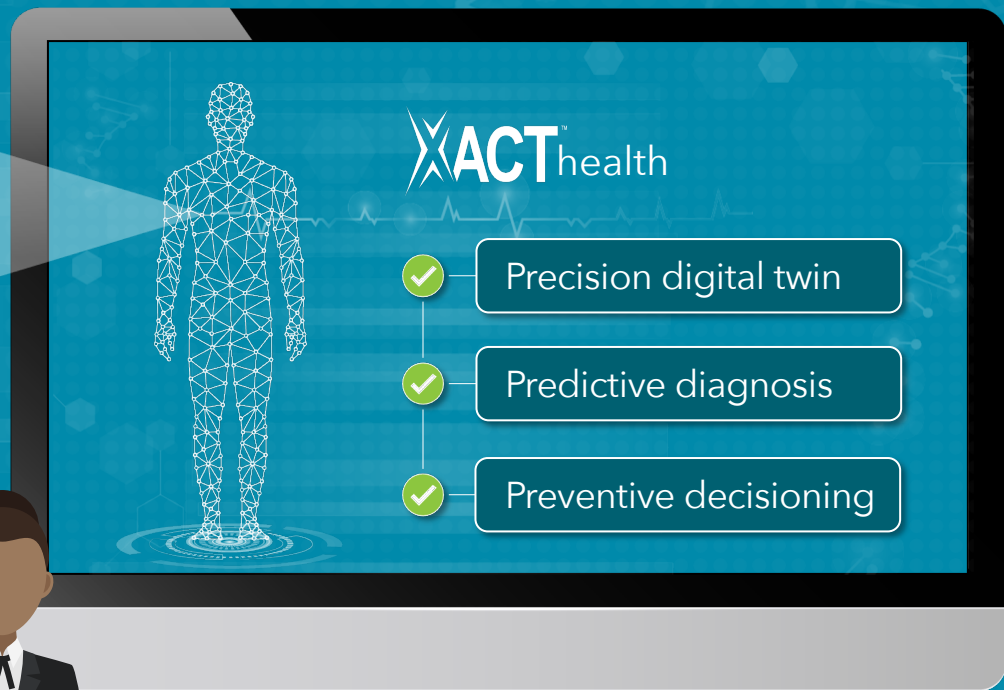 XACT™health
Precision digital twin
Predictive diagnosis
Preventive decisioning